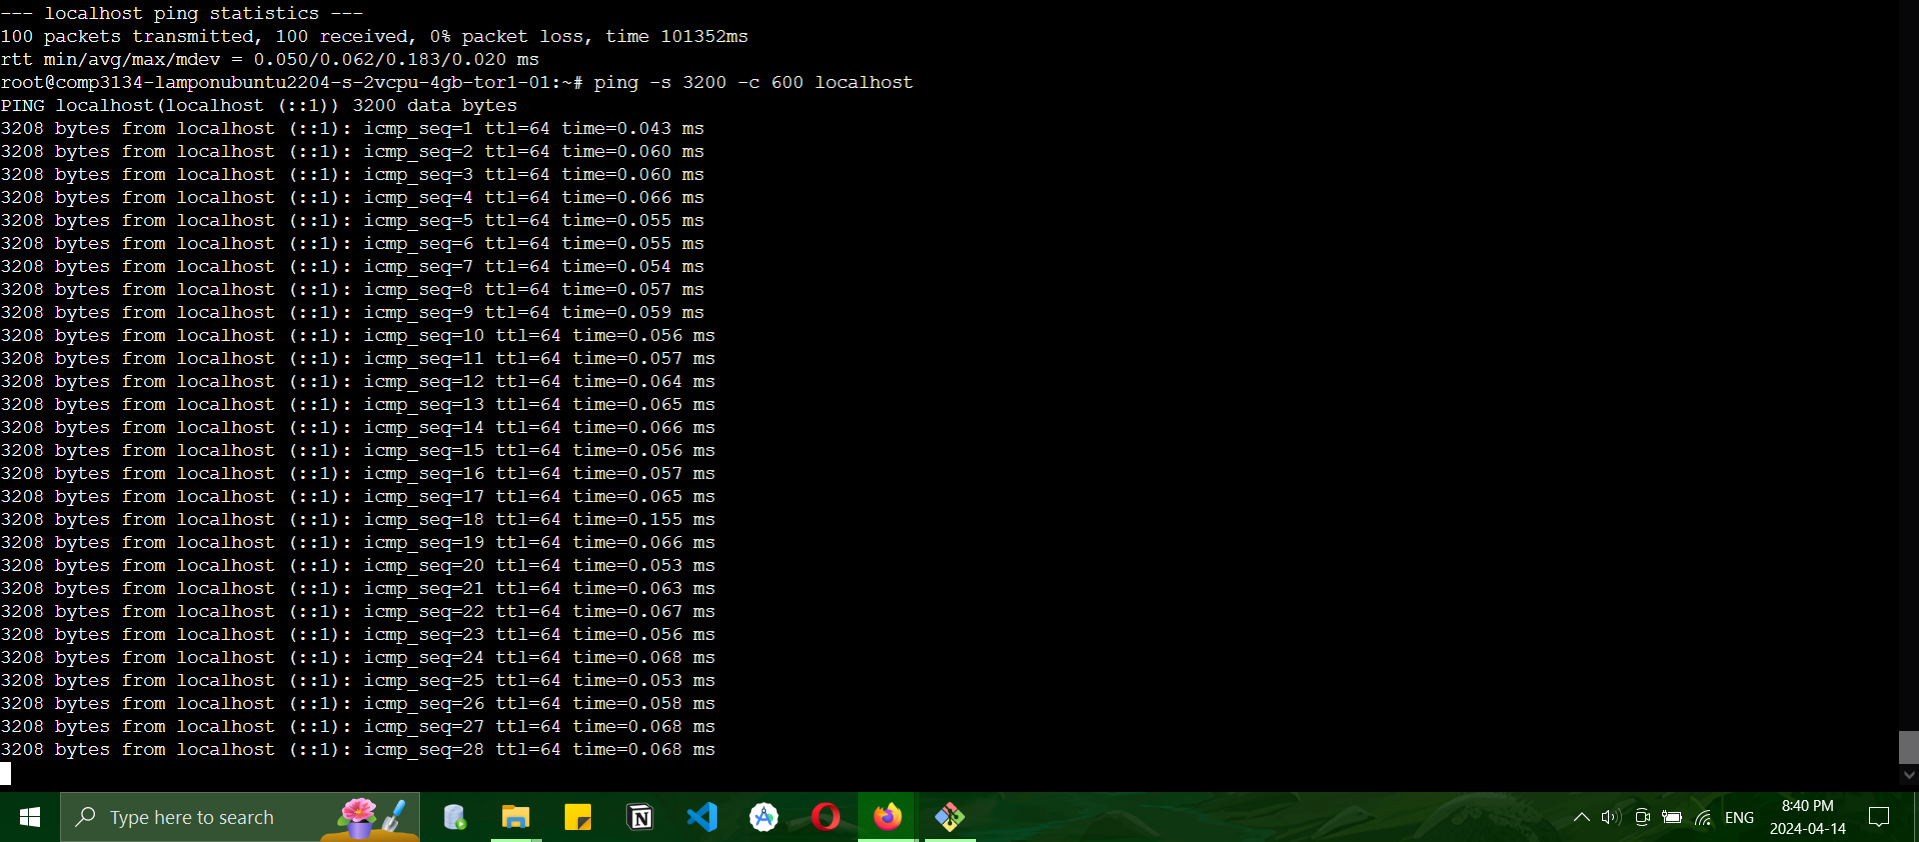 --- localhost ping statistics ---
100 packets transmitted, 100 received, 0% packet loss, time 101352ms
rtt min/avg/max/mdev = 0.050/0.062/0.183/0.020 ms
root@comp3134-lamponubuntu2204-s-2vcpu-4gb-tor1-01:~# ping -s 3200 -c 600 localhost
PING localhost(localhost (::1)) 3200 data bytes
3208 bytes from localhost (::1): icmp_seq=1 ttl=64 time=0.043 ms
3208 bytes from localhost (::1): icmp_seq=2 ttl=64 time=0.060 ms
3208 bytes from localhost (::1): icmp_seq=3 ttl=64 time=0.060 ms
3208 bytes from localhost (::1): icmp_seq=4 ttl=64 time=0.066 ms
3208 bytes from localhost (::1): icmp_seq=5 ttl=64 time=0.055 ms
3208 bytes from localhost (::1): icmp_seq=6 ttl=64 time=0.055 ms
3208 bytes from localhost (::1): icmp_seq=7 ttl=64 time=0.054 ms
3208 bytes from localhost (::1): icmp_seq=8 ttl=64 time=0.057 ms
3208 bytes from localhost (::1): icmp_seq=9 ttl=64 time=0.059 ms
3208 bytes from localhost (::1): icmp_seq=10 ttl=64 time=0.056 ms
3208 bytes from localhost (::1): icmp_seq=11 ttl=64 time=0.057 ms
3208 bytes from localhost (::1): icmp_seq=12 ttl=64 time=0.064 ms
3208 bytes from localhost (::1): icmp_seq=13 ttl=64 time=0.065 ms
3208 bytes from localhost (::1): icmp_seq=14 ttl=64 time=0.066 ms
3208 bytes from localhost (::1): icmp_seq=15 ttl=64 time=0.056 ms
3208 bytes from localhost (::1): icmp_seq=16 ttl=64 time=0.057 ms
3208 bytes from localhost (::1): icmp_seq=17 ttl=64 time=0.065 ms
3208 bytes from localhost (::1): icmp_seq=18 ttl=64 time=0.155 ms
3208 bytes from localhost (::1): icmp_seq=19 ttl=64 time=0.066 ms
3208 bytes from localhost (::1): icmp_seq=20 ttl=64 time=0.053 ms
3208 bytes from localhost (::1): icmp_seq=21 ttl=64 time=0.063 ms
3208 bytes from localhost (::1): icmp_seq=22 ttl=64 time=0.067 ms
3208 bytes from localhost (::1): icmp_seq=23 ttl=64 time=0.056 ms
3208 bytes from localhost (::1): icmp_seq=24 ttl=64 time=0.068 ms
3208 bytes from localhost (::1): icmp_seq=25 ttl=64 time=0.053 ms
3208 bytes from localhost (::1): icmp_seq=26 ttl=64 time=0.058 ms
3208 bytes from localhost (::1): icmp_seq=27 ttl=64 time=0.068 ms
3208 bytes from localhost (::1): icmp_seq=28 ttl=64 time=0.068 ms
Type here to search
ENG
8:40 PM
2024-04-14